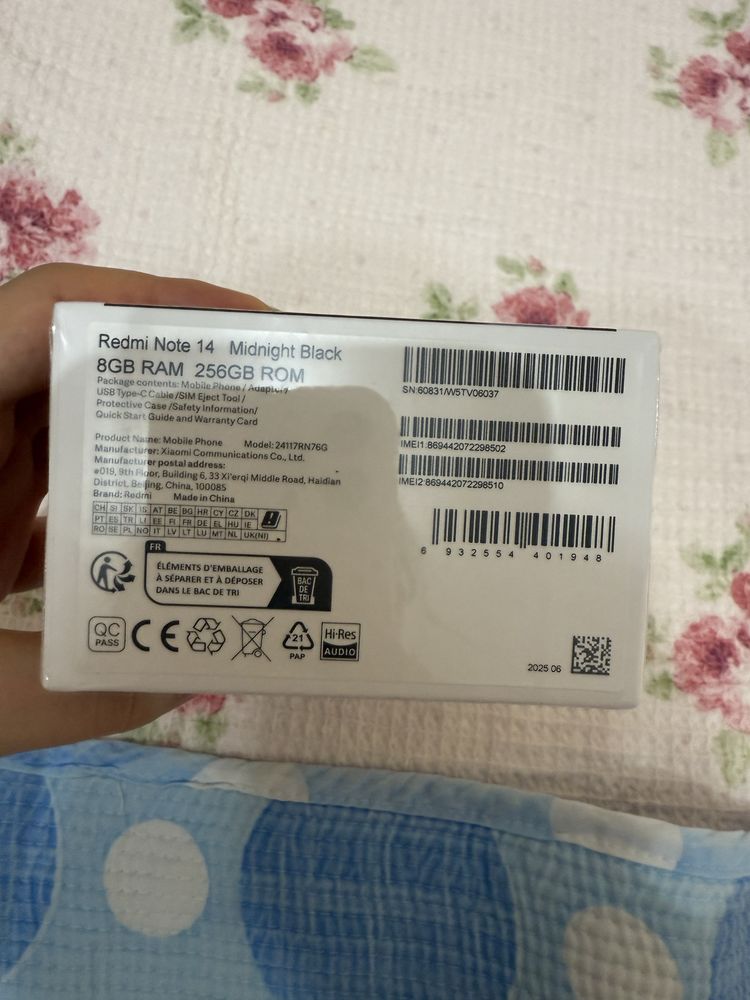 Redmi Note 14 Midnight Black
8GB RAM 256GB ROM
Package contents: Mobile Phone / Adapter /
USB Type-C Cable /SIM Eject Tool /
Protective Case /Safety Information/
Quick Start Guide and Warranty Card
Product Name: Mobile Phone Model: 24117RN76G
Manufacturer: Xiaomi Communications Co., Ltd.
Manufacturer postal address:
#019, 9th Floor, Building 6, 33 Xi'erqi Middle Road, Haidian
District, Beijing, China, 100085
Brand: Redmi Made in China
CH SI SK IS AT BE BG HR CY CZ DK
PT ES TR LI EE FI FR DE EL HU IE
RO SE PL NO IT LV LT LU MT NL UK(NI)
FR
ÉLÉMENTS D'EMBALLAGE
À SÉPARER ET À DÉPOSER
DANS LE BAC DE TRI
BAC
DE
TRI
QC
PASS
CE
21
PAP
Hi-Res
AUDIO
SN:60831/W5TV06037
IMEI1:869442072298502
IMEI2:869442072298510
6 932554 401948
2025 06